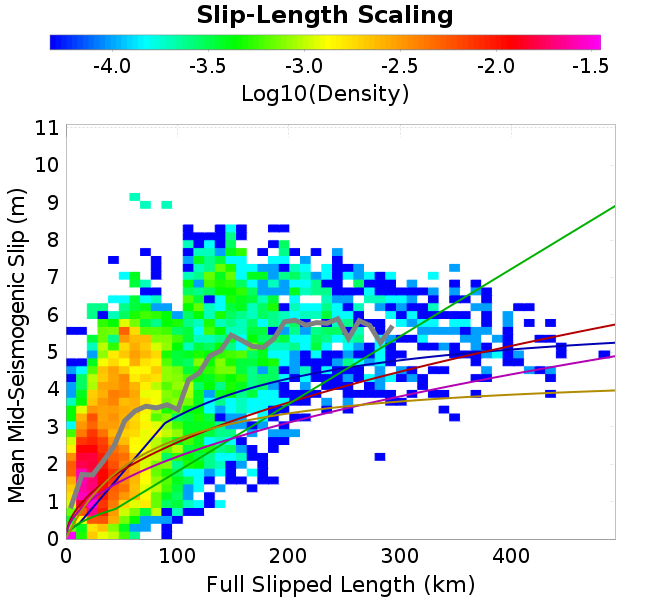 Slip-Length Scaling
-4.0 -3.5 -3.0 -2.5 -2.0 -1.5
Log10(Density)
Mean Mid-Seismogenic Slip (m)
11
10
9
8
7
6
5
4
3
2
1
0
0 100 200 300 400
Full Slipped Length (km)